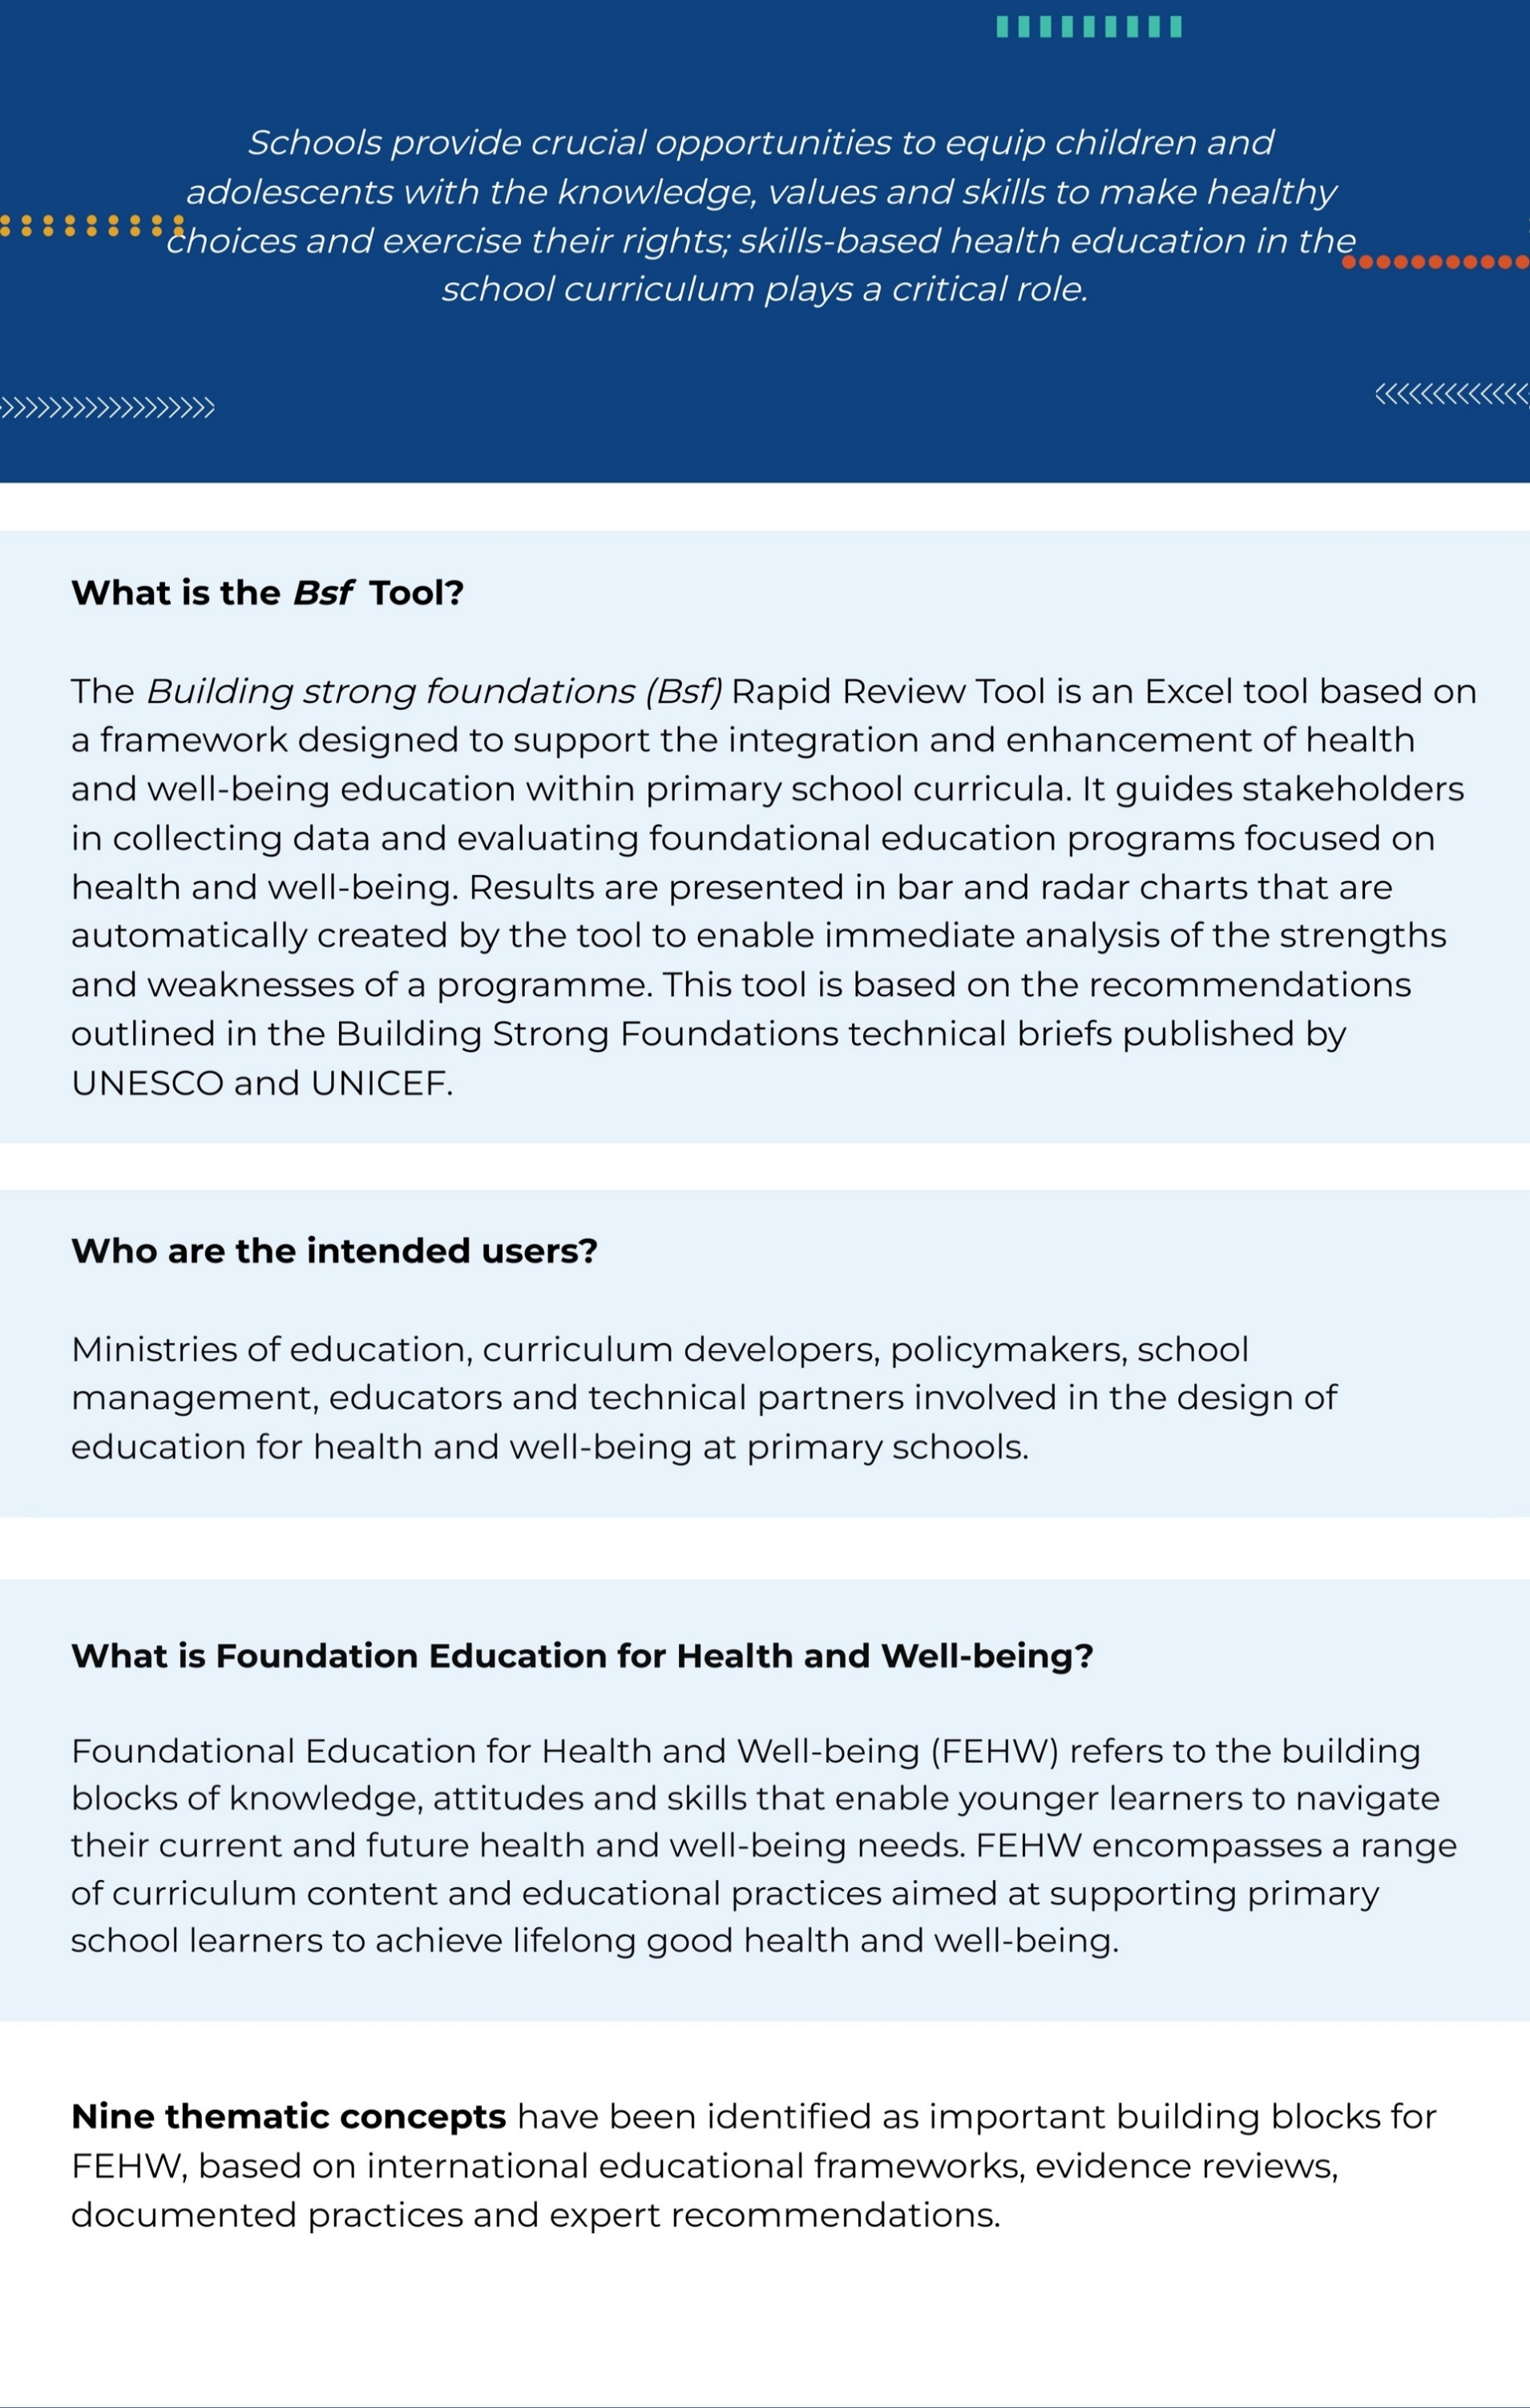 Schools provide crucial opportunities to equip children and
adolescents with the knowledge, values and skills to make healthy
choices and exercise their rights; skills-based health education in the
school curriculum plays a critical role.
What is the Bsf Tool?
The Building strong foundations (Bsf) Rapid Review Tool is an Excel tool based on
a framework designed to support the integration and enhancement of health
and well-being education within primary school curricula. It guides stakeholders
in collecting data and evaluating foundational education programs focused on
health and well-being. Results are presented in bar and radar charts that are
automatically created by the tool to enable immediate analysis of the strengths
and weaknesses of a programme. This tool is based on the recommendations
outlined in the Building Strong Foundations technical briefs published by
UNESCO and UNICEF.
Who are the intended users?
Ministries of education, curriculum developers, policymakers, school
management, educators and technical partners involved in the design of
education for health and well-being at primary schools.
What is Foundation Education for Health and Well-being?
Foundational Education for Health and Well-being (FEHW) refers to the building
blocks of knowledge, attitudes and skills that enable younger learners to navigate
their current and future health and well-being needs. FEHW encompasses a range
of curriculum content and educational practices aimed at supporting primary
school learners to achieve lifelong good health and well-being.
Nine thematic concepts have been identified as important building blocks for
FEHW, based on international educational frameworks, evidence reviews,
documented practices and expert recommendations.